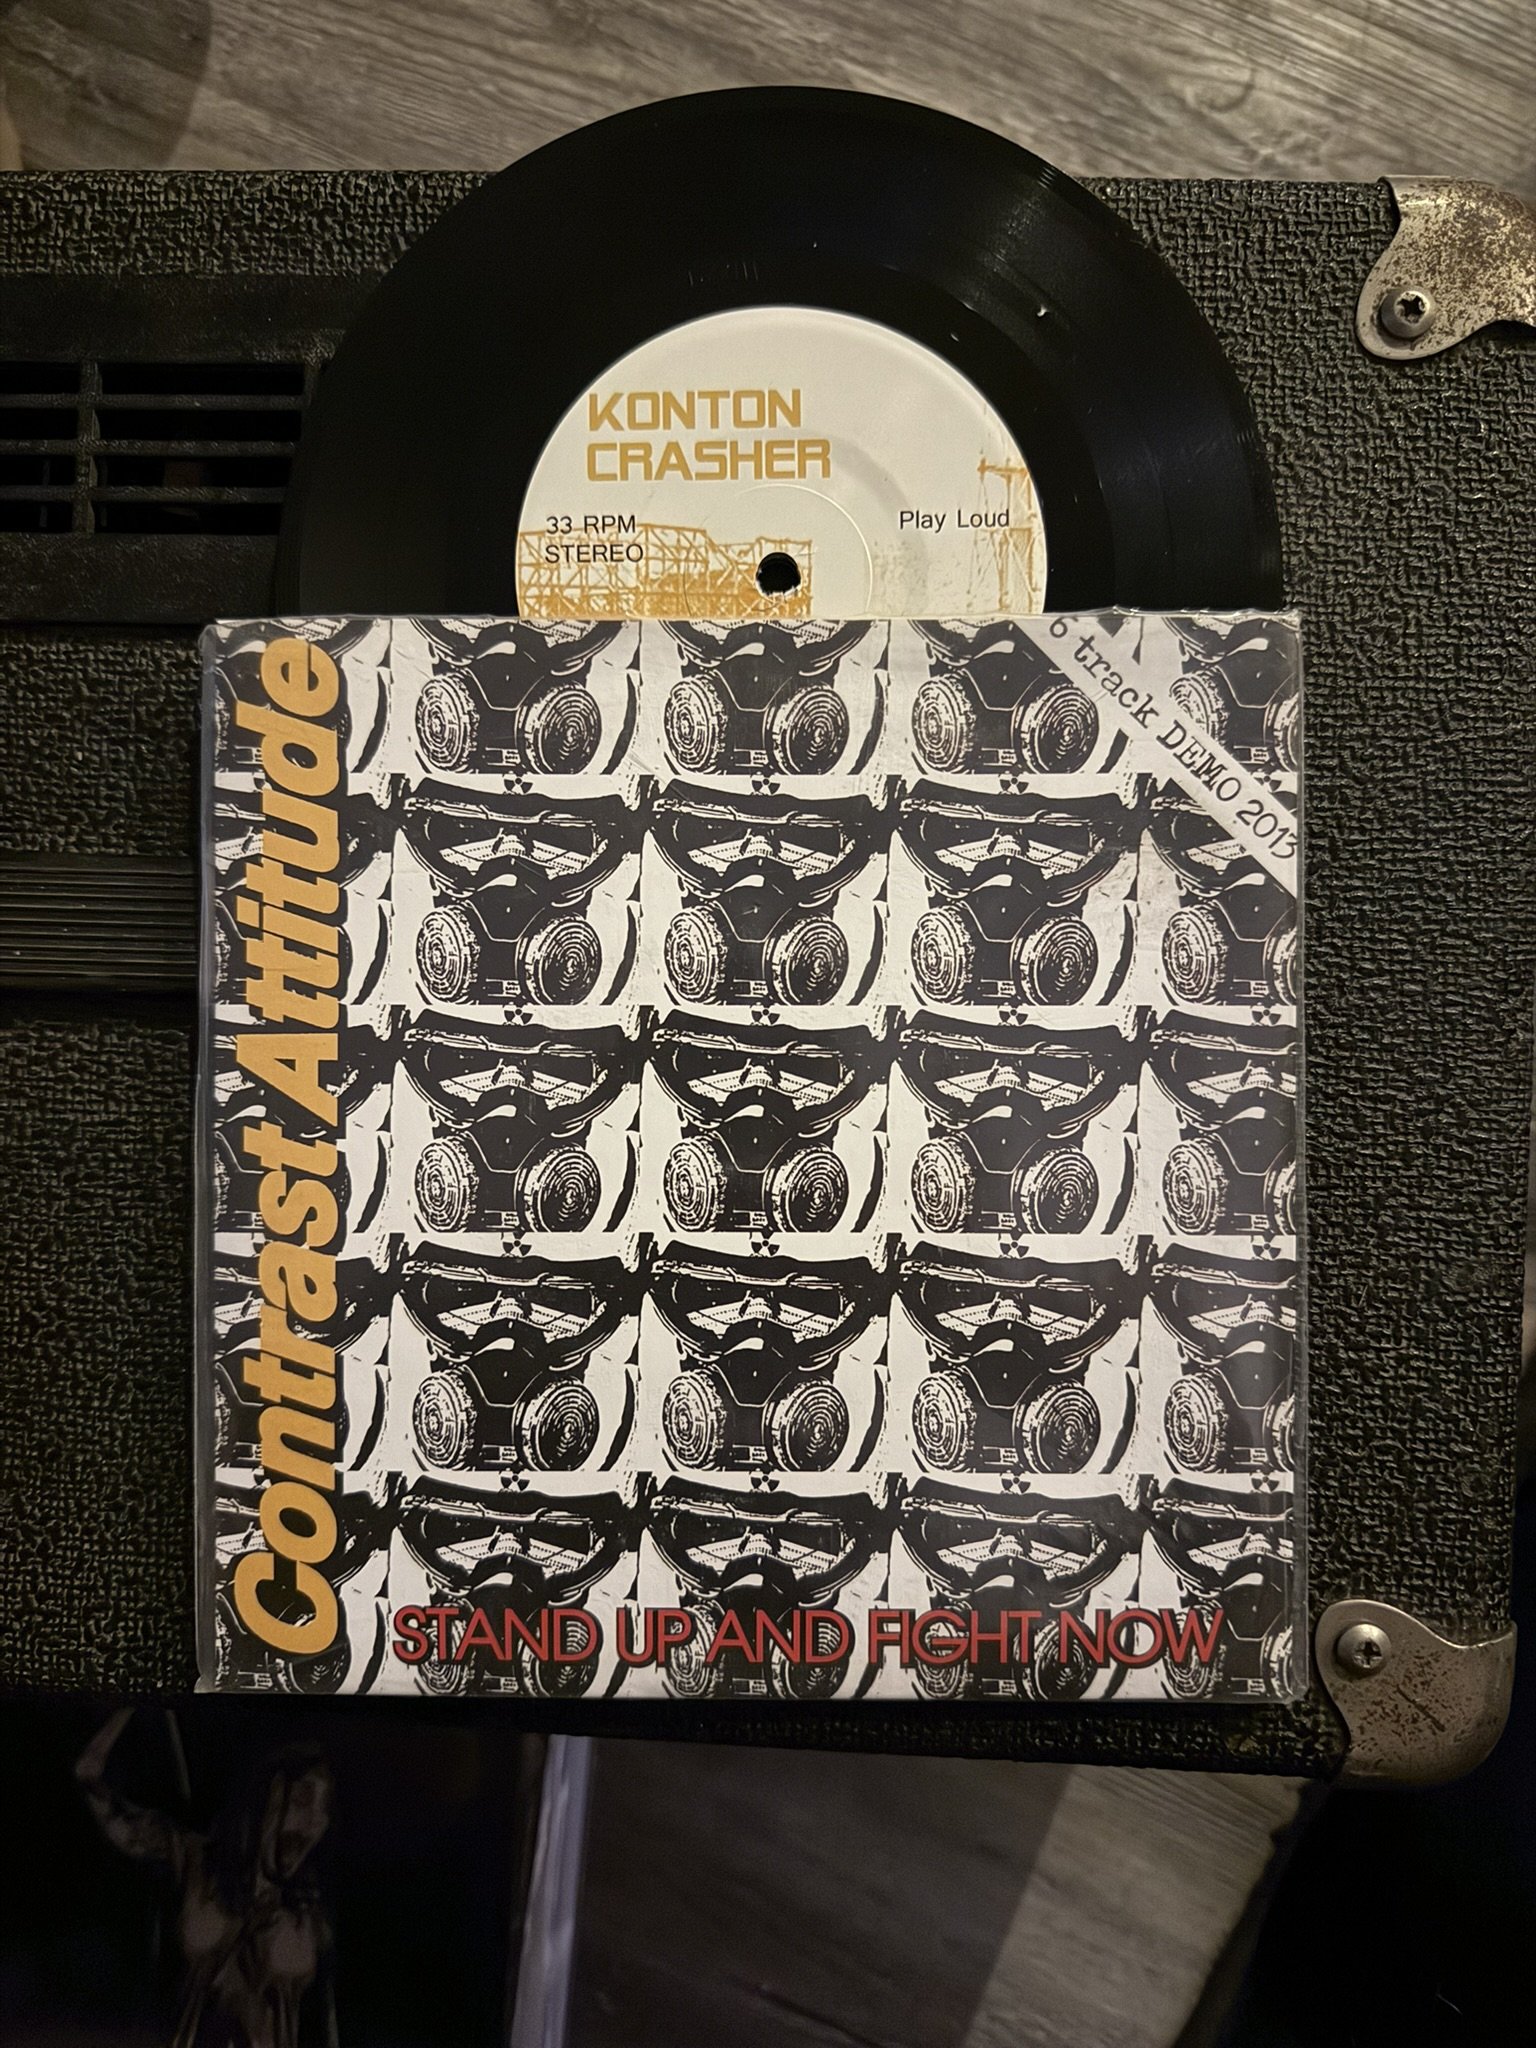 KONTON
CRASHER
33 RPM
STEREO
Play Loud
6 track DEMO 2013
Contrast Attitude
STAND UP AND FIGHT NOW